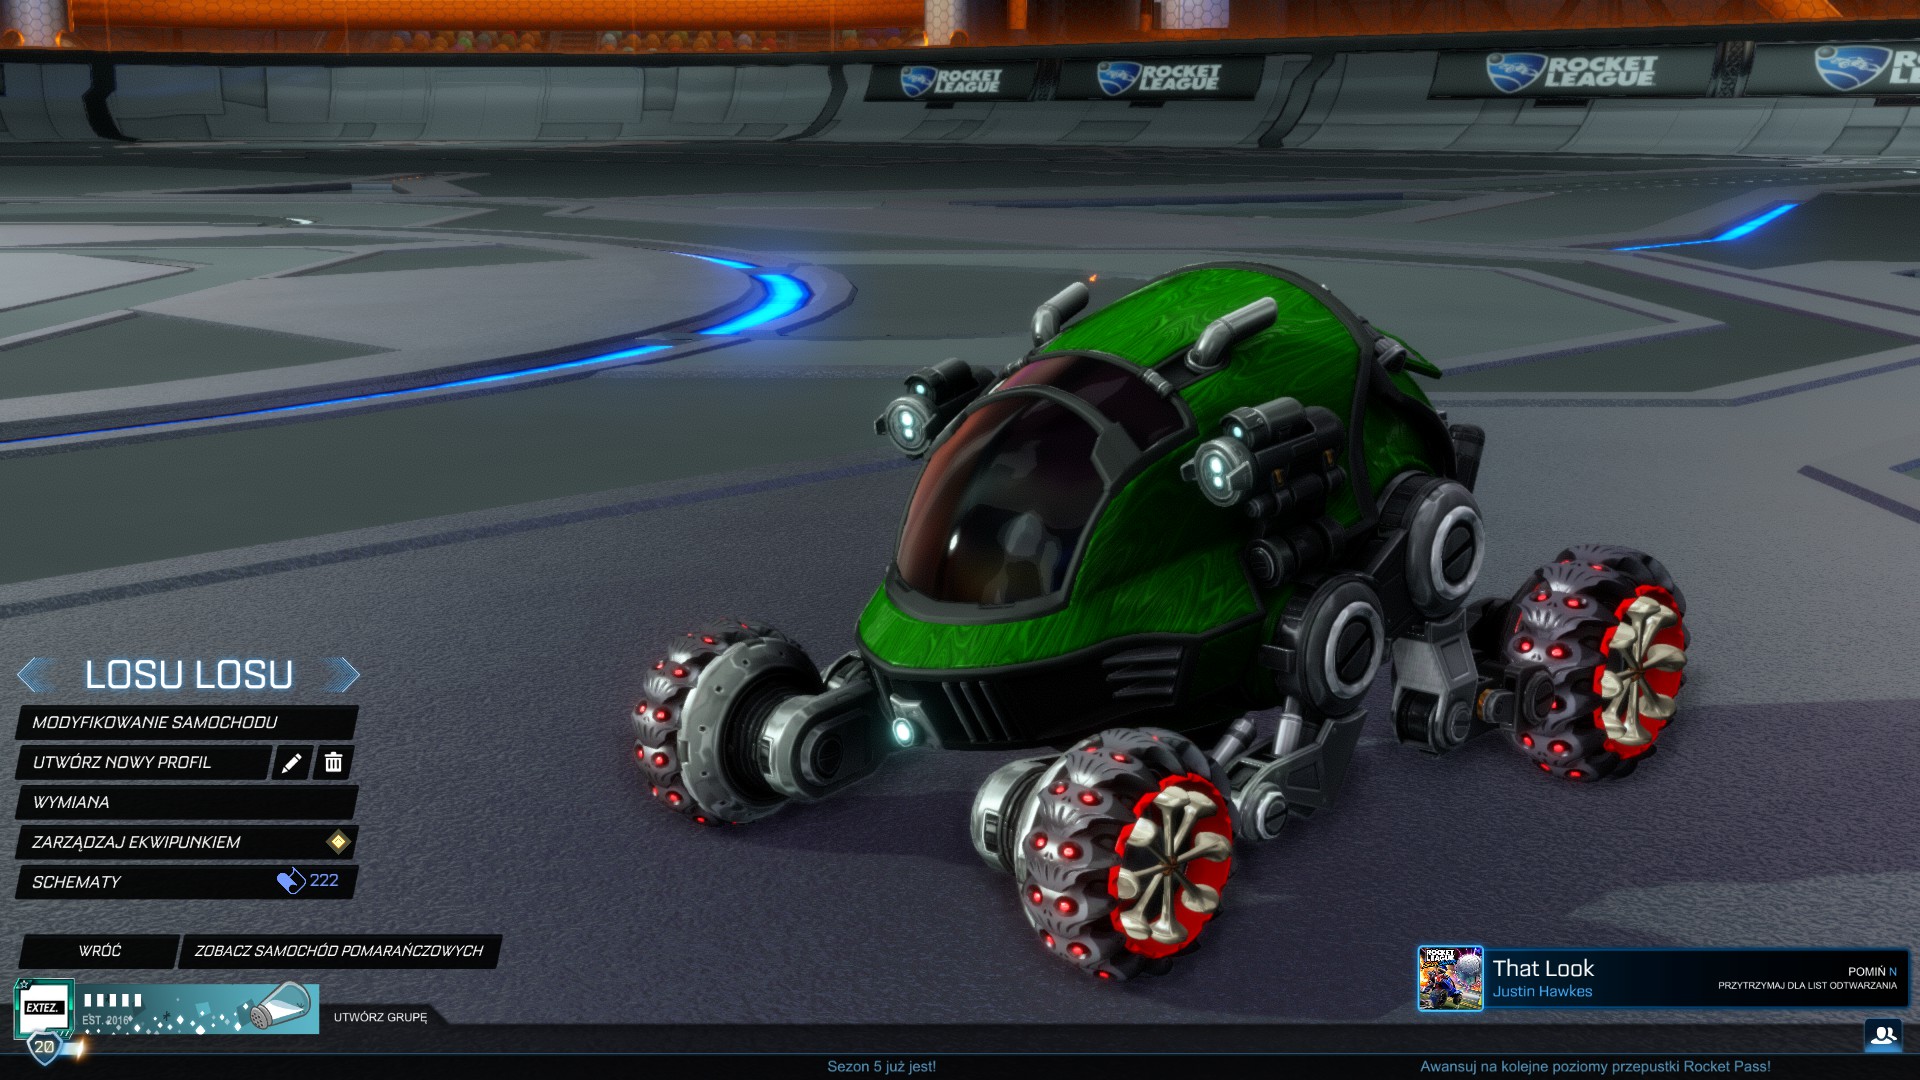 ROCKET LEAGUE
ROCKET LEAGUE
ROCKET LEAGUE
LOSU LOSU
MODYFIKOWANIE SAMOCHODU
UTWÓRZ NOWY PROFIL
WYMIANA
ZARZĄDZAJ EKWIPUNKIEM
SCHEMATY 222
WRÓĆ ZOBACZ SAMOCHÓD POMARAŃCZOWYCH
EXTEZ.
EST. 2016
20
UTWÓRZ GRUPĘ
ROCKET LEAGUE
That Look
Justin Hawkes
POMIŃ N
PRZYTRZYMAJ DLA LIST ODTWARZANIA
Sezon 5 już jest!
Awansuj na kolejne poziomy przepustki Rocket Pass!